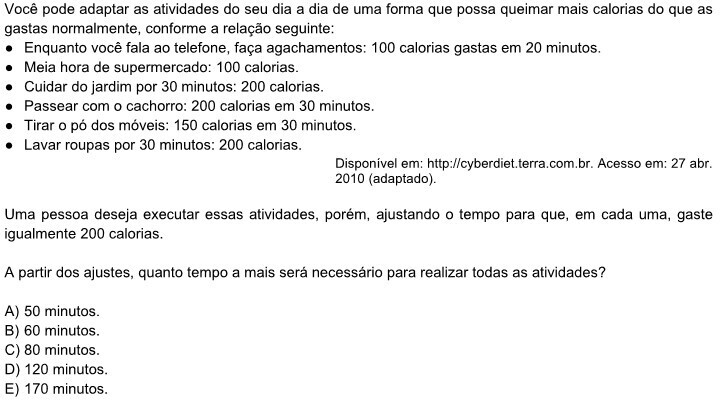 Você pode adaptar as atividades do seu dia a dia de uma forma que possa queimar mais calorias do que as
gastas normalmente, conforme a relação seguinte:
● Enquanto você fala ao telefone, faça agachamentos: 100 calorias gastas em 20 minutos.
● Meia hora de supermercado: 100 calorias.
● Cuidar do jardim por 30 minutos: 200 calorias.
● Passear com o cachorro: 200 calorias em 30 minutos.
● Tirar o pó dos móveis: 150 calorias em 30 minutos.
● Lavar roupas por 30 minutos: 200 calorias.
Disponível em: http://cyberdiet.terra.com.br. Acesso em: 27 abr.
2010 (adaptado).
Uma pessoa deseja executar essas atividades, porém, ajustando o tempo para que, em cada uma, gaste
igualmente 200 calorias.
A partir dos ajustes, quanto tempo a mais será necessário para realizar todas as atividades?
A) 50 minutos.
B) 60 minutos.
C) 80 minutos.
D) 120 minutos.
E) 170 minutos.